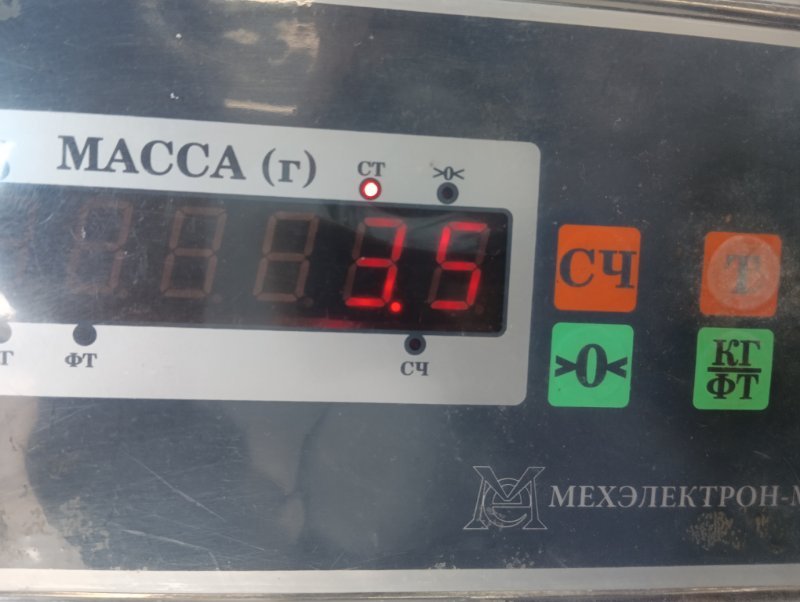 МАССА (г)
СТ
>0<
3.5
ФТ
СЧ
СЧ
Т
>0<
КГ
ФТ
МЕХЭЛЕКТРОН-М